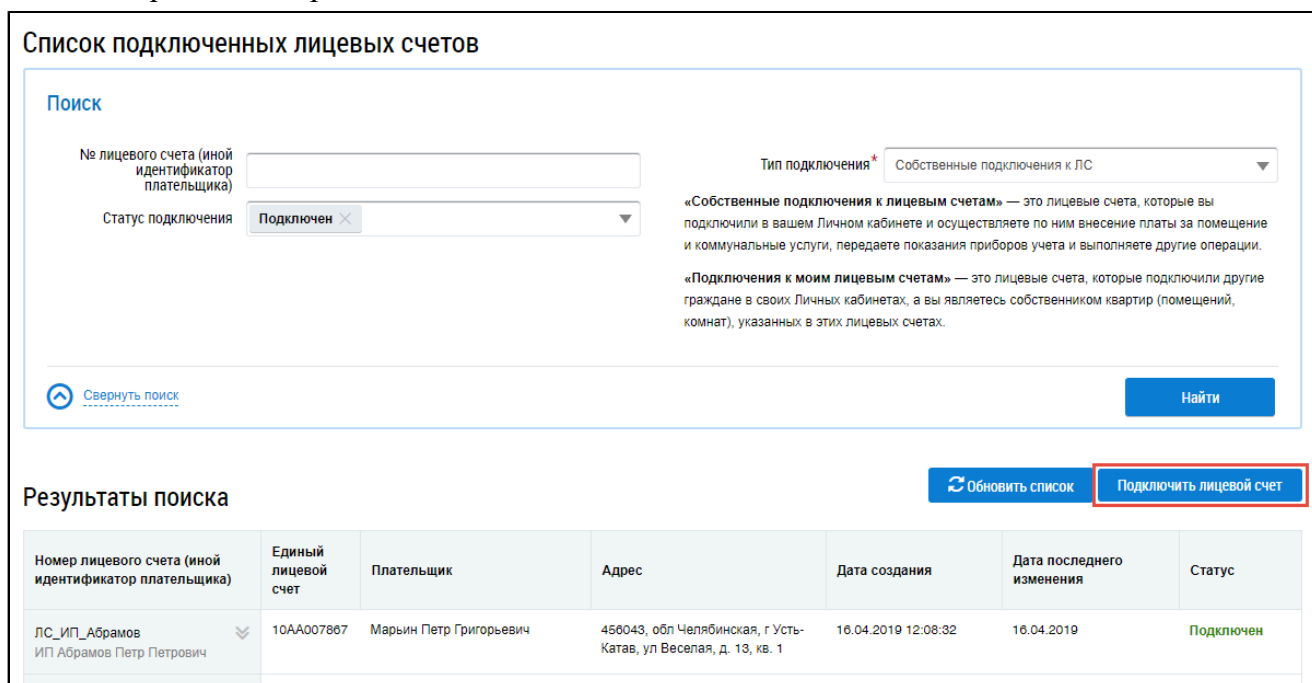 Список подключенных лицевых счетов
Поиск
№ лицевого счета (иной
идентификатор
плательщика)
Статус подключения
Подключен
Тип подключения*
Собственные подключения к ЛС
«Собственные подключения к лицевым счетам» — это лицевые счета, которые вы
подключили в вашем Личном кабинете и осуществляете по ним внесение платы за помещение
и коммунальные услуги, передаете показания приборов учета и выполняете другие операции.
«Подключения к моим лицевым счетам» — это лицевые счета, которые подключили другие
граждане в своих Личных кабинетах, а вы являетесь собственником квартир (помещений,
комнат), указанных в этих лицевых счетах.
Свернуть поиск
Найти
Результаты поиска
Обновить список
Подключить лицевой счет
Номер лицевого счета (иной
идентификатор плательщика)
Единый
лицевой
счет
Плательщик
Адрес
Дата создания
Дата последнего
изменения
Статус
ЛС_ИП_Абрамов
ИП Абрамов Петр Петрович
10АА007867
Марьин Петр Григорьевич
456043, обл Челябинская, г Усть-
Катав, ул Веселая, д. 13, кв. 1
16.04.2019 12:08:32
16.04.2019
Подключен